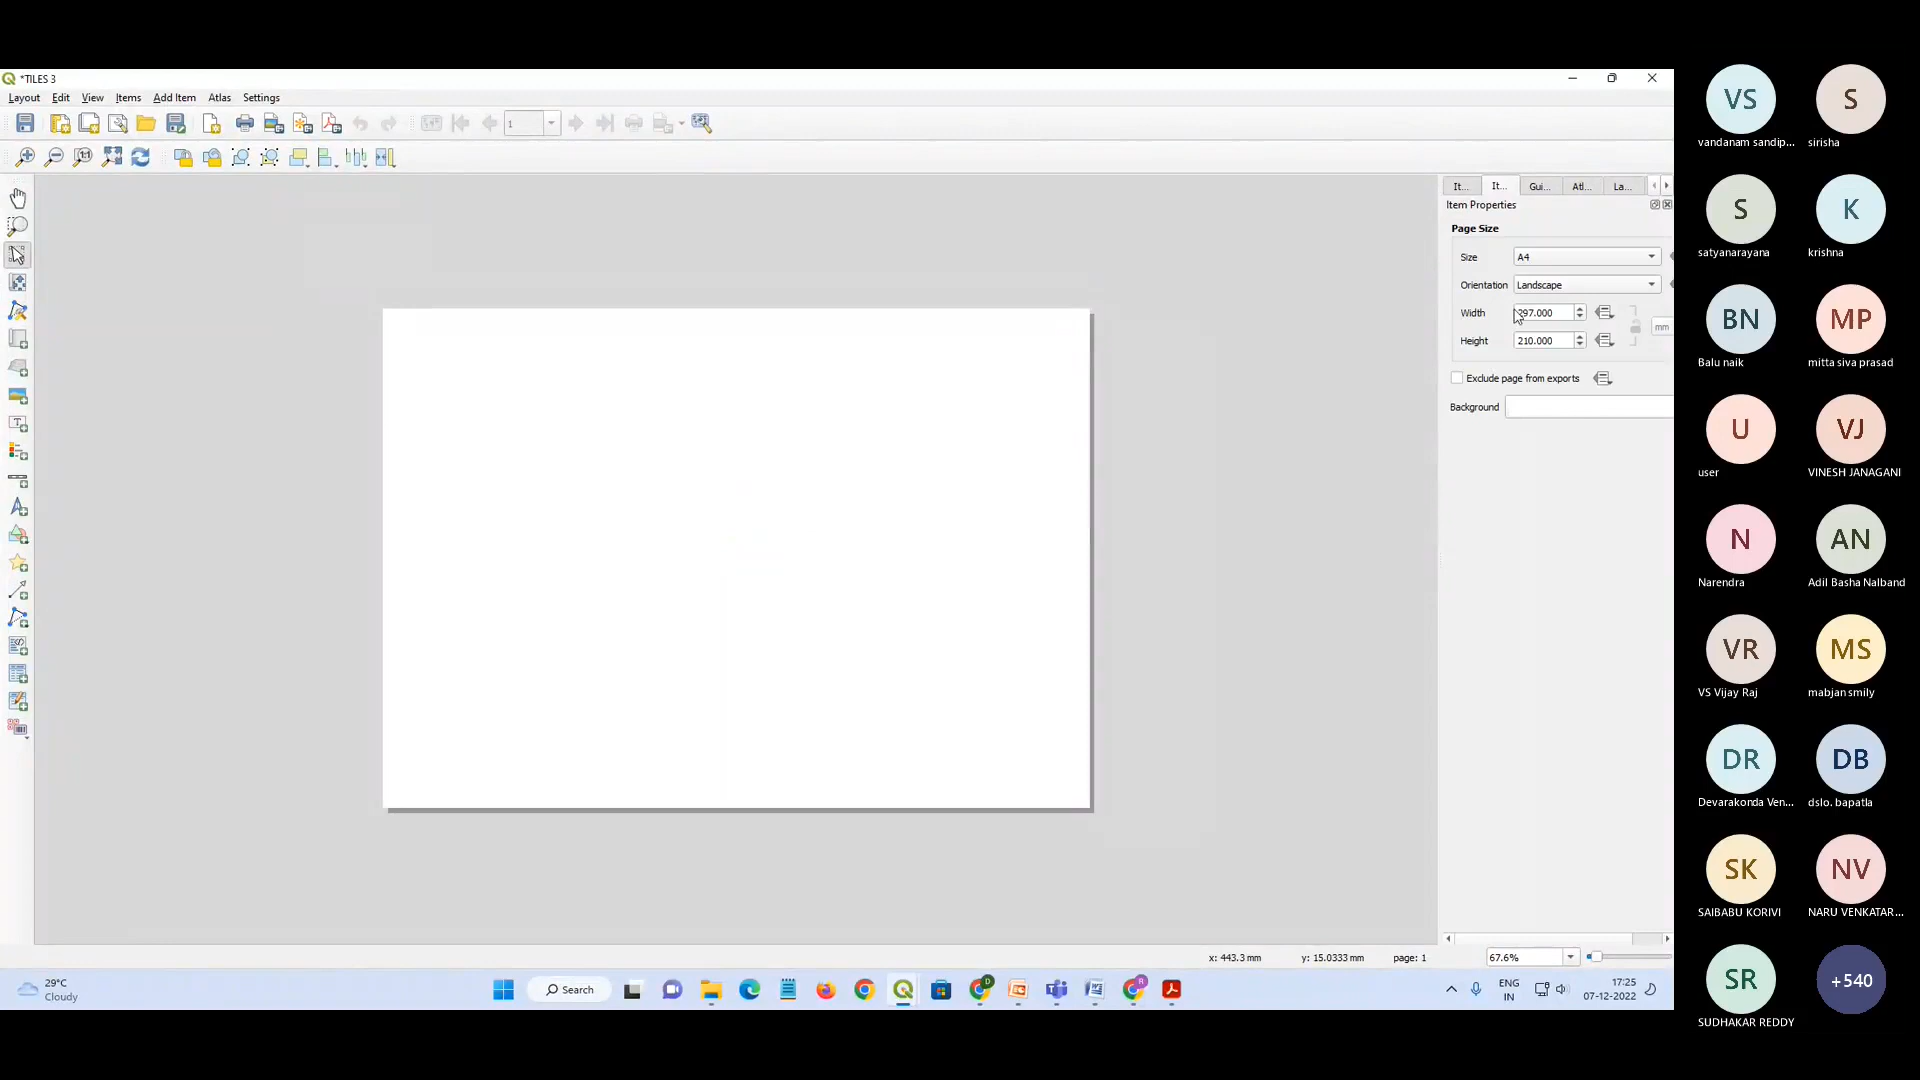 *TILES 3
Layout Edit View Items Add Item Atlas Settings
1
It... It... Gui... Atl... La...
Item Properties
Page Size
Size A4
Orientation Landscape
Width 297.000
mm
Height 210.000
Exclude page from exports
Background
x: 443.3 mm y: 15.0333 mm page: 1 67.6%
29°C
Cloudy
Search
ENG
IN
17:25
07-12-2022
VS S
vandanam sandip... sirisha
S K
satyanarayana krishna
BN MP
Balu naik mitta siva prasad
U VJ
user VINESH JANAGANI
N AN
Narendra Adil Basha Nalband
VR MS
VS Vijay Raj mabjan smily
DR DB
Devarakonda Ven... dslo. bapatla
SK NV
SAIBABU KORIVI NARU VENKATAR...
SR +540
SUDHAKAR REDDY